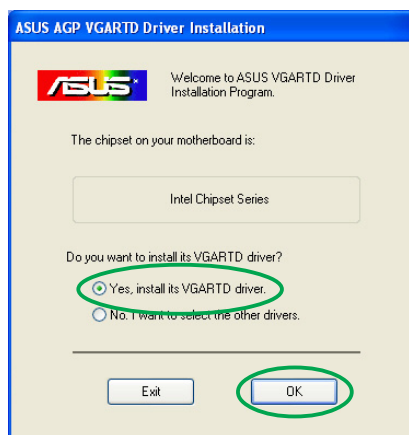 ASUS AGP VGARTD Driver Installation
ASUS
Welcome to ASUS VGARTD Driver
Installation Program.
The chipset on your motherboard is:
Intel Chipset Series
Do you want to install its VGARTD driver?
Yes, install its VGARTD driver.
No. I want to select the other drivers.
Exit
OK